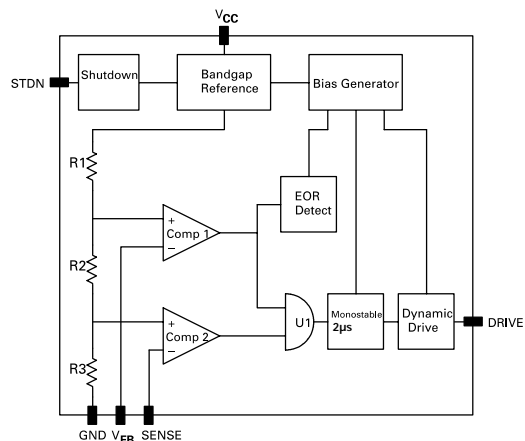 VCC
STDN
Shutdown
Bandgap
Reference
Bias Generator
R1
EOR
Detect
+
Comp 1
−
R2
U1
Monostable
2µs
Dynamic
Drive
DRIVE
+
Comp 2
−
R3
GND
VFB
SENSE